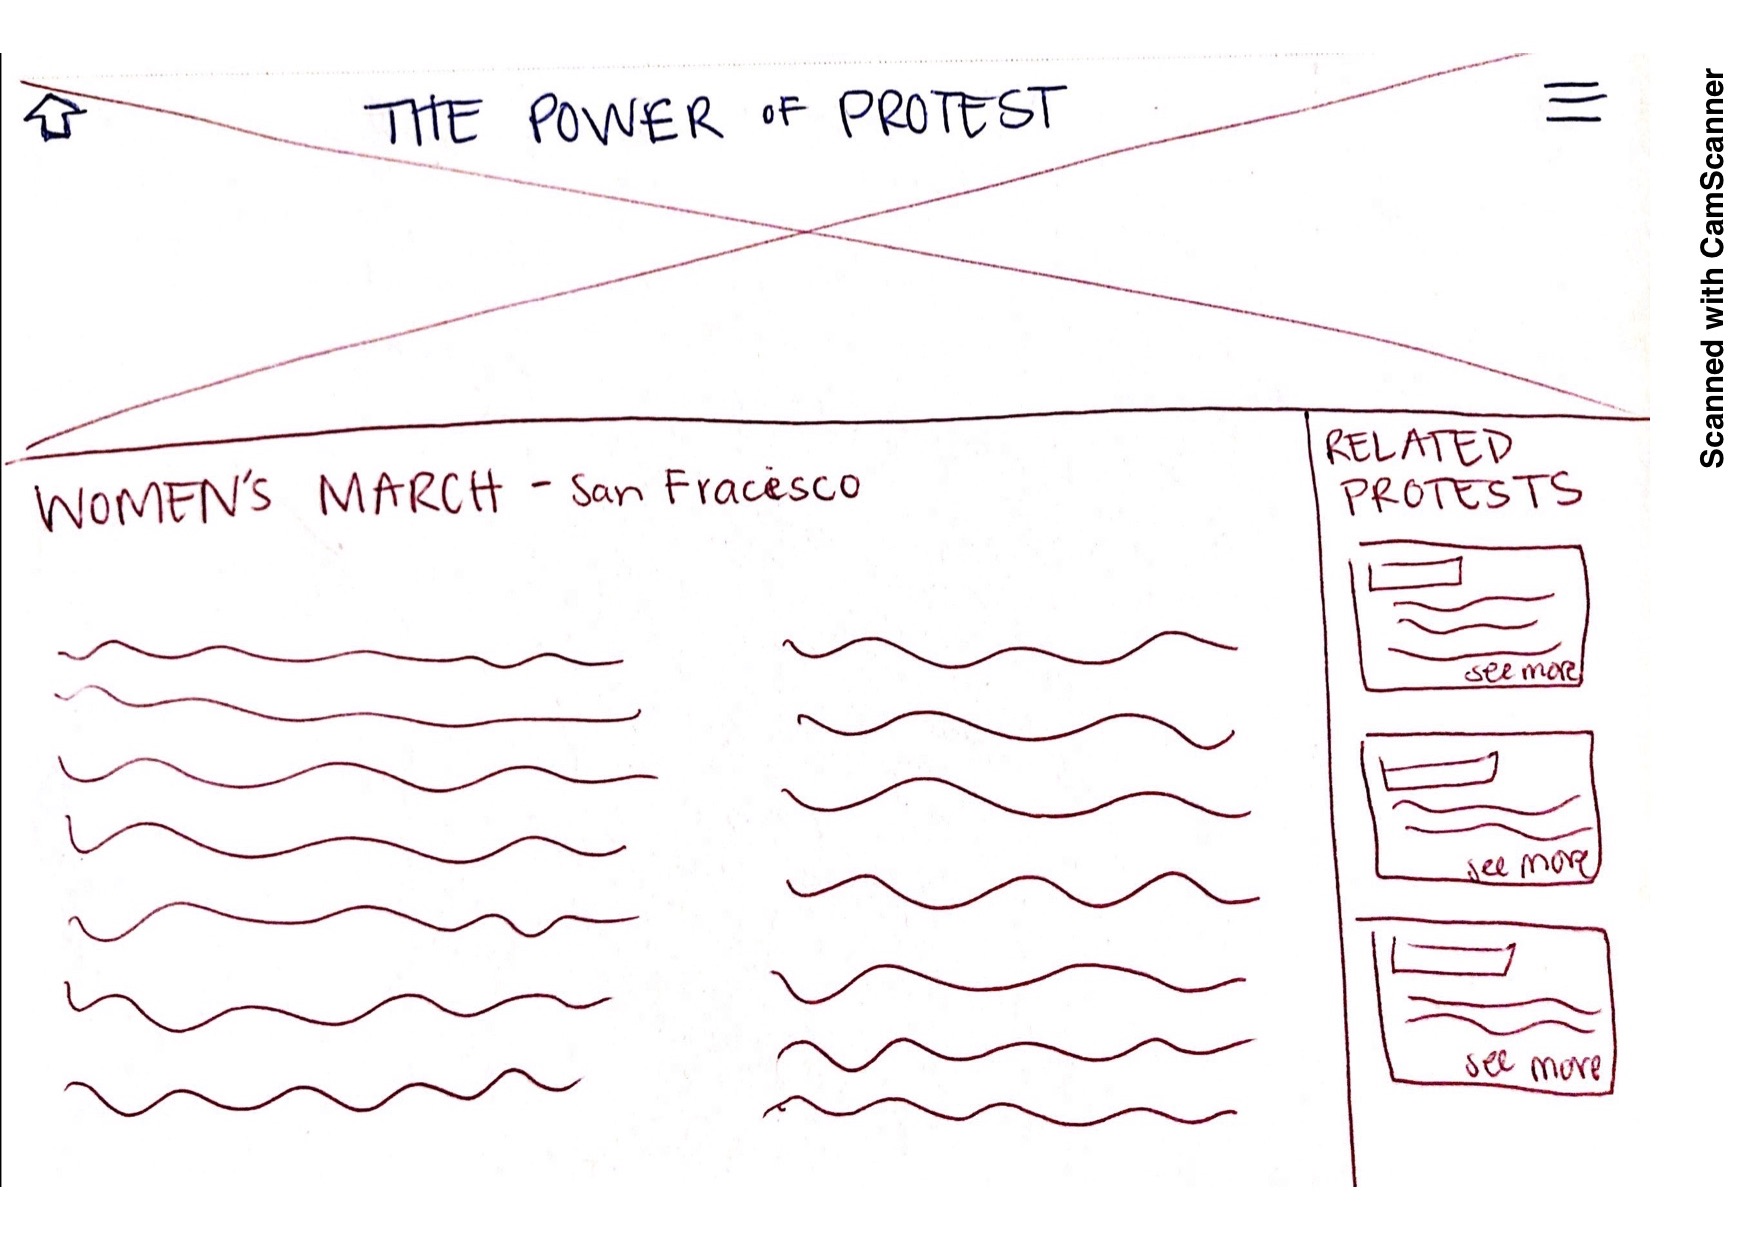 THE POWER OF PROTEST
WOMEN'S MARCH - San Fracesco
RELATED
PROTESTS
see more
see more
see more
Scanned with CamScanner